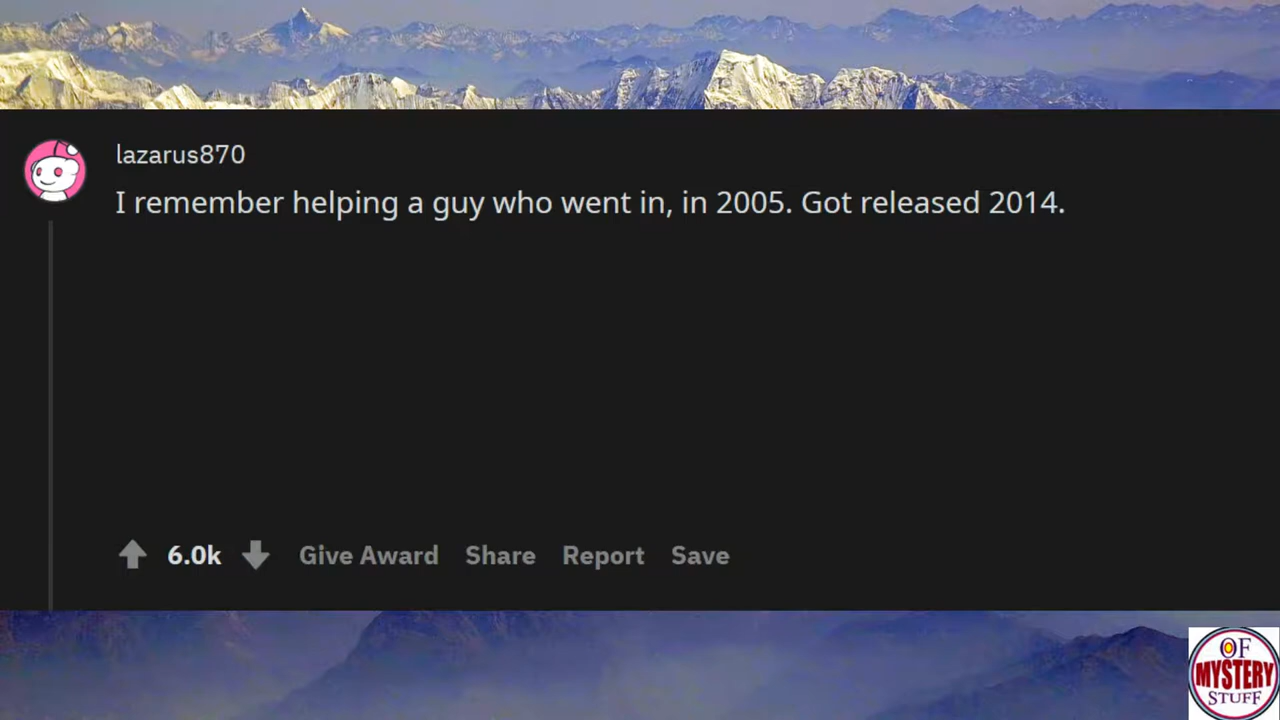 lazarus870
I remember helping a guy who went in, in 2005. Got released 2014.
6.0k Give Award Share Report Save
OF
MYSTERY
STUFF